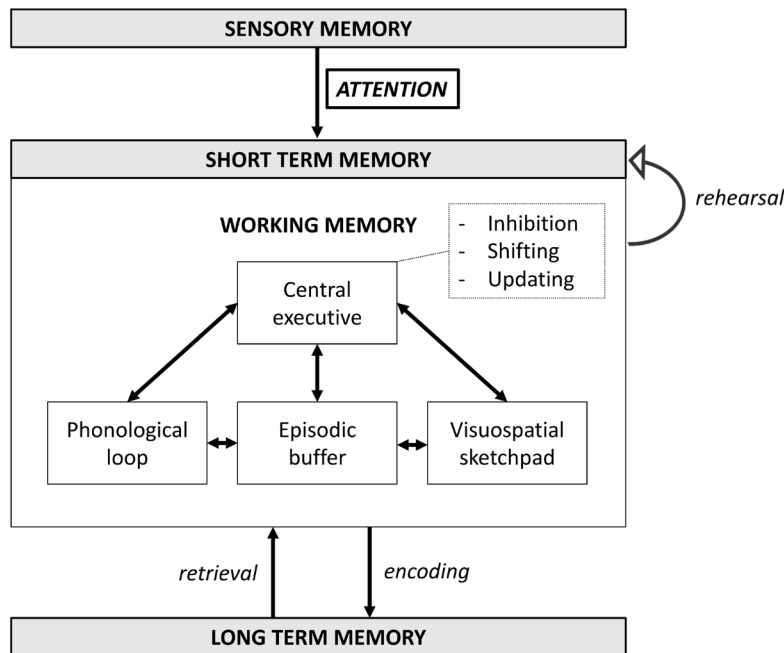 SENSORY MEMORY
ATTENTION
SHORT TERM MEMORY
rehearsal
WORKING MEMORY
- Inhibition
- Shifting
- Updating
Central
executive
Phonological
loop
Episodic
buffer
Visuospatial
sketchpad
retrieval
encoding
LONG TERM MEMORY